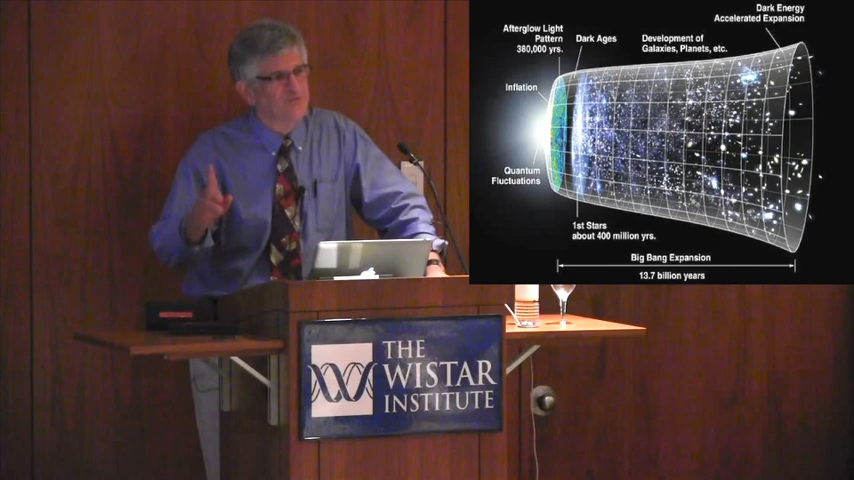 Dark Energy
Accelerated Expansion
Afterglow Light
Pattern
380,000 yrs.
Dark Ages
Development of
Galaxies, Planets, etc.
Inflation
Quantum
Fluctuations
1st Stars
about 400 million yrs.
Big Bang Expansion
13.7 billion years
THE
WISTAR
INSTITUTE